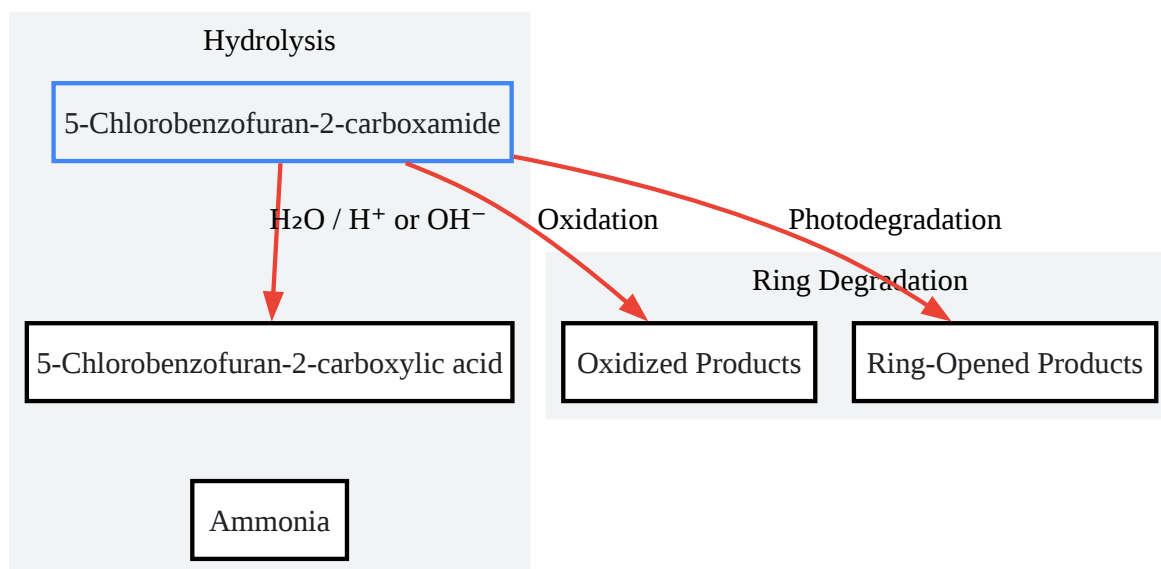 Hydrolysis
5-Chlorobenzofuran-2-carboxamide
H₂O / H⁺ or OH⁻
Oxidation
Photodegradation
Ring Degradation
5-Chlorobenzofuran-2-carboxylic acid
Oxidized Products
Ring-Opened Products
Ammonia